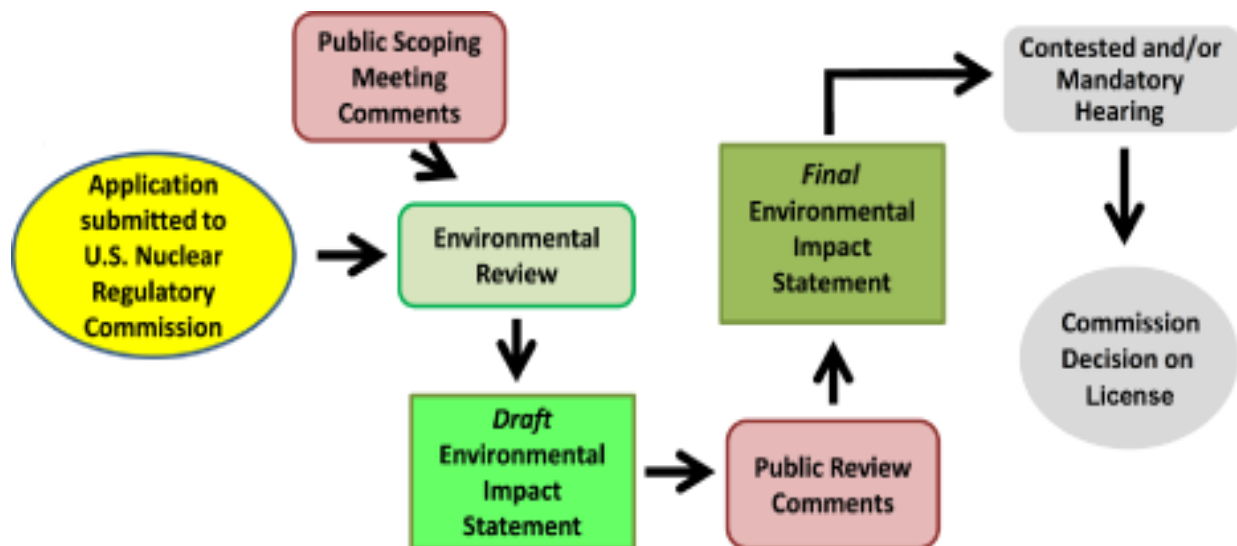 Public Scoping
Meeting
Comments
Application
submitted to
U.S. Nuclear
Regulatory
Commission
Environmental
Review
Draft
Environmental
Impact
Statement
Public Review
Comments
Final
Environmental
Impact
Statement
Contested and/or
Mandatory
Hearing
Commission
Decision on
License